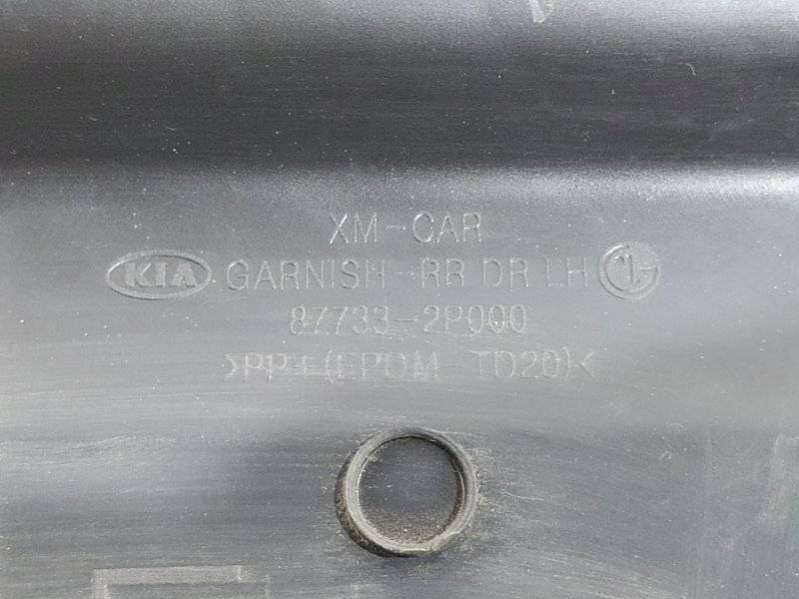 XM-CAR
KIA GARNISH-RR DR LH
87733-2P000
>PP+(EPDM-TD20)<